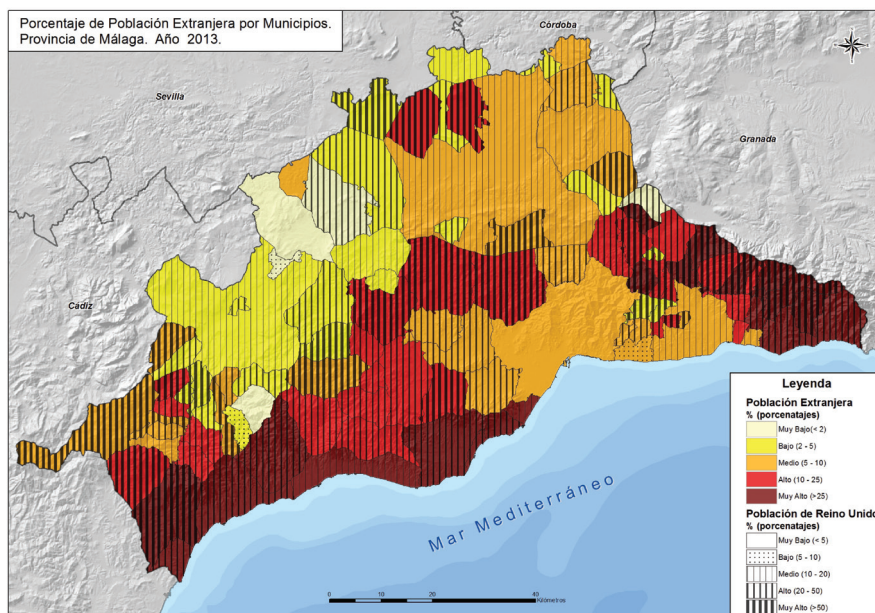 Porcentaje de Población Extranjera por Municipios.
Provincia de Málaga. Año 2013.
Córdoba
Sevilla
Granada
Cádiz
Mar Mediterráneo
0
10
20
40
Kilómetros
Leyenda
Población Extranjera
% (porcenatajes)
Muy Bajo(< 2)
Bajo (2 - 5)
Medio (5 - 10)
Alto (10 - 25)
Muy Alto (>25)
Población de Reino Unido
% (porcentajes)
Muy Bajo (< 5)
Bajo (5 - 10)
Medio (10 - 20)
Alto (20 - 50)
Muy Alto (>50)